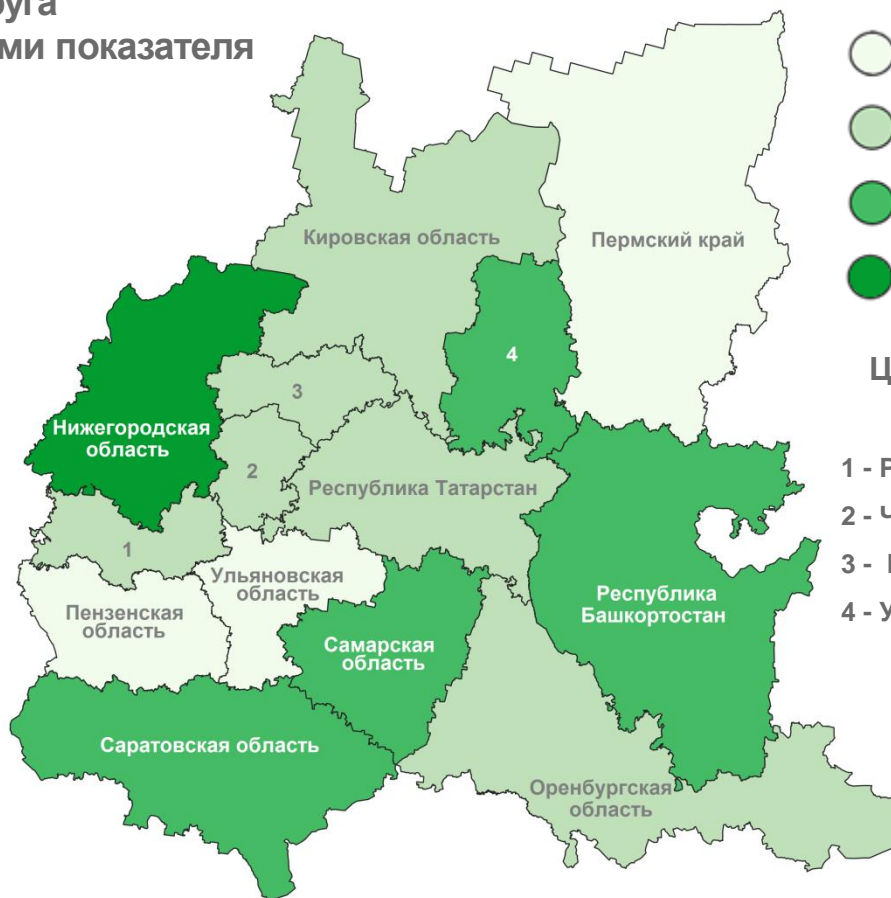 руга
ми показателя
Кировская область
Пермский край
4
3
Нижегородская
область
2
Республика Татарстан
1
Ульяновская
область
Пензенская
область
Республика
Башкортостан
Самарская
область
Саратовская область
Оренбургская
область
Ц
1 - Р
2 - Ч
3 -
4 - У